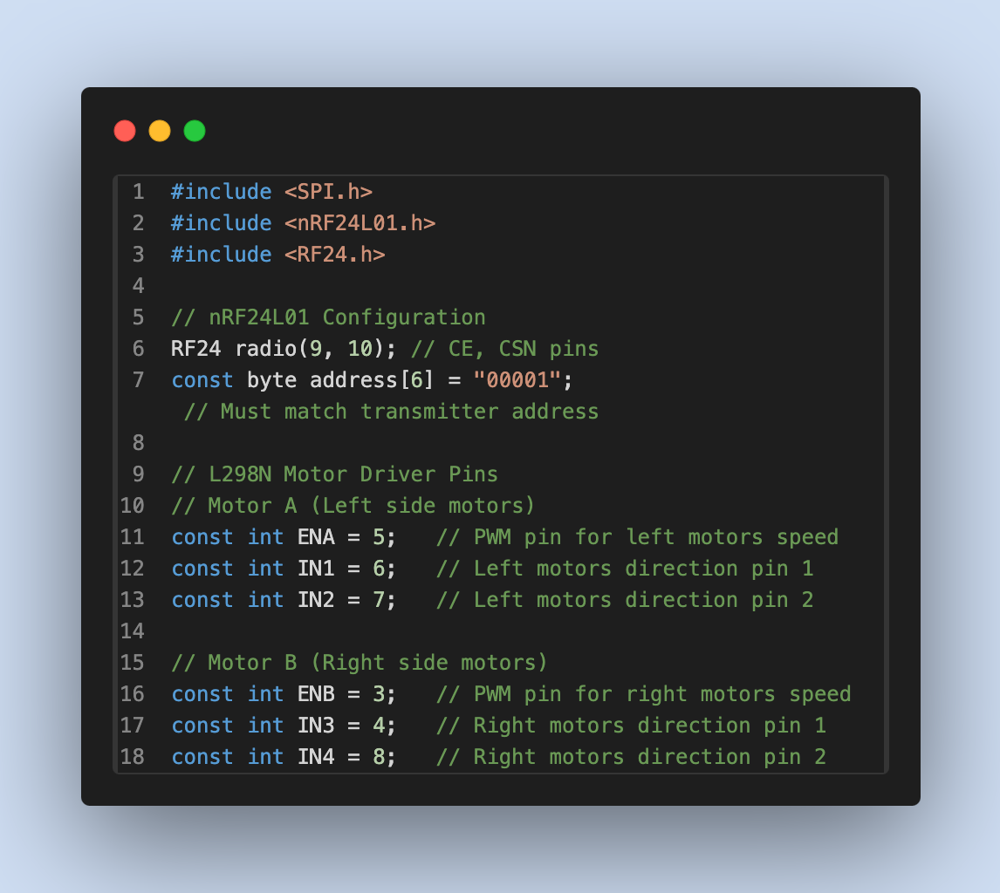 1 #include <SPI.h>
2 #include <nRF24L01.h>
3 #include <RF24.h>
4
5 // nRF24L01 Configuration
6 RF24 radio(9, 10); // CE, CSN pins
7 const byte address[6] = "00001";
// Must match transmitter address
8
9 // L298N Motor Driver Pins
10 // Motor A (Left side motors)
11 const int ENA = 5;   // PWM pin for left motors speed
12 const int IN1 = 6;   // Left motors direction pin 1
13 const int IN2 = 7;   // Left motors direction pin 2
14
15 // Motor B (Right side motors)
16 const int ENB = 3;   // PWM pin for right motors speed
17 const int IN3 = 4;   // Right motors direction pin 1
18 const int IN4 = 8;   // Right motors direction pin 2